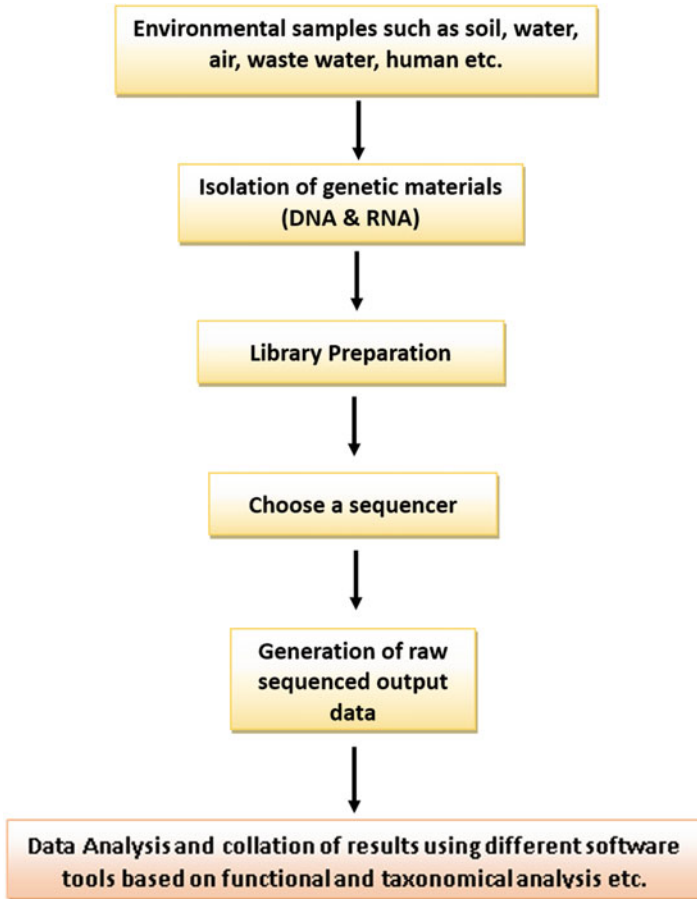 Environmental samples such as soil, water,
air, waste water, human etc.
Isolation of genetic materials
(DNA & RNA)
Library Preparation
Choose a sequencer
Generation of raw
sequenced output
data
Data Analysis and collation of results using different software
tools based on functional and taxonomical analysis etc.